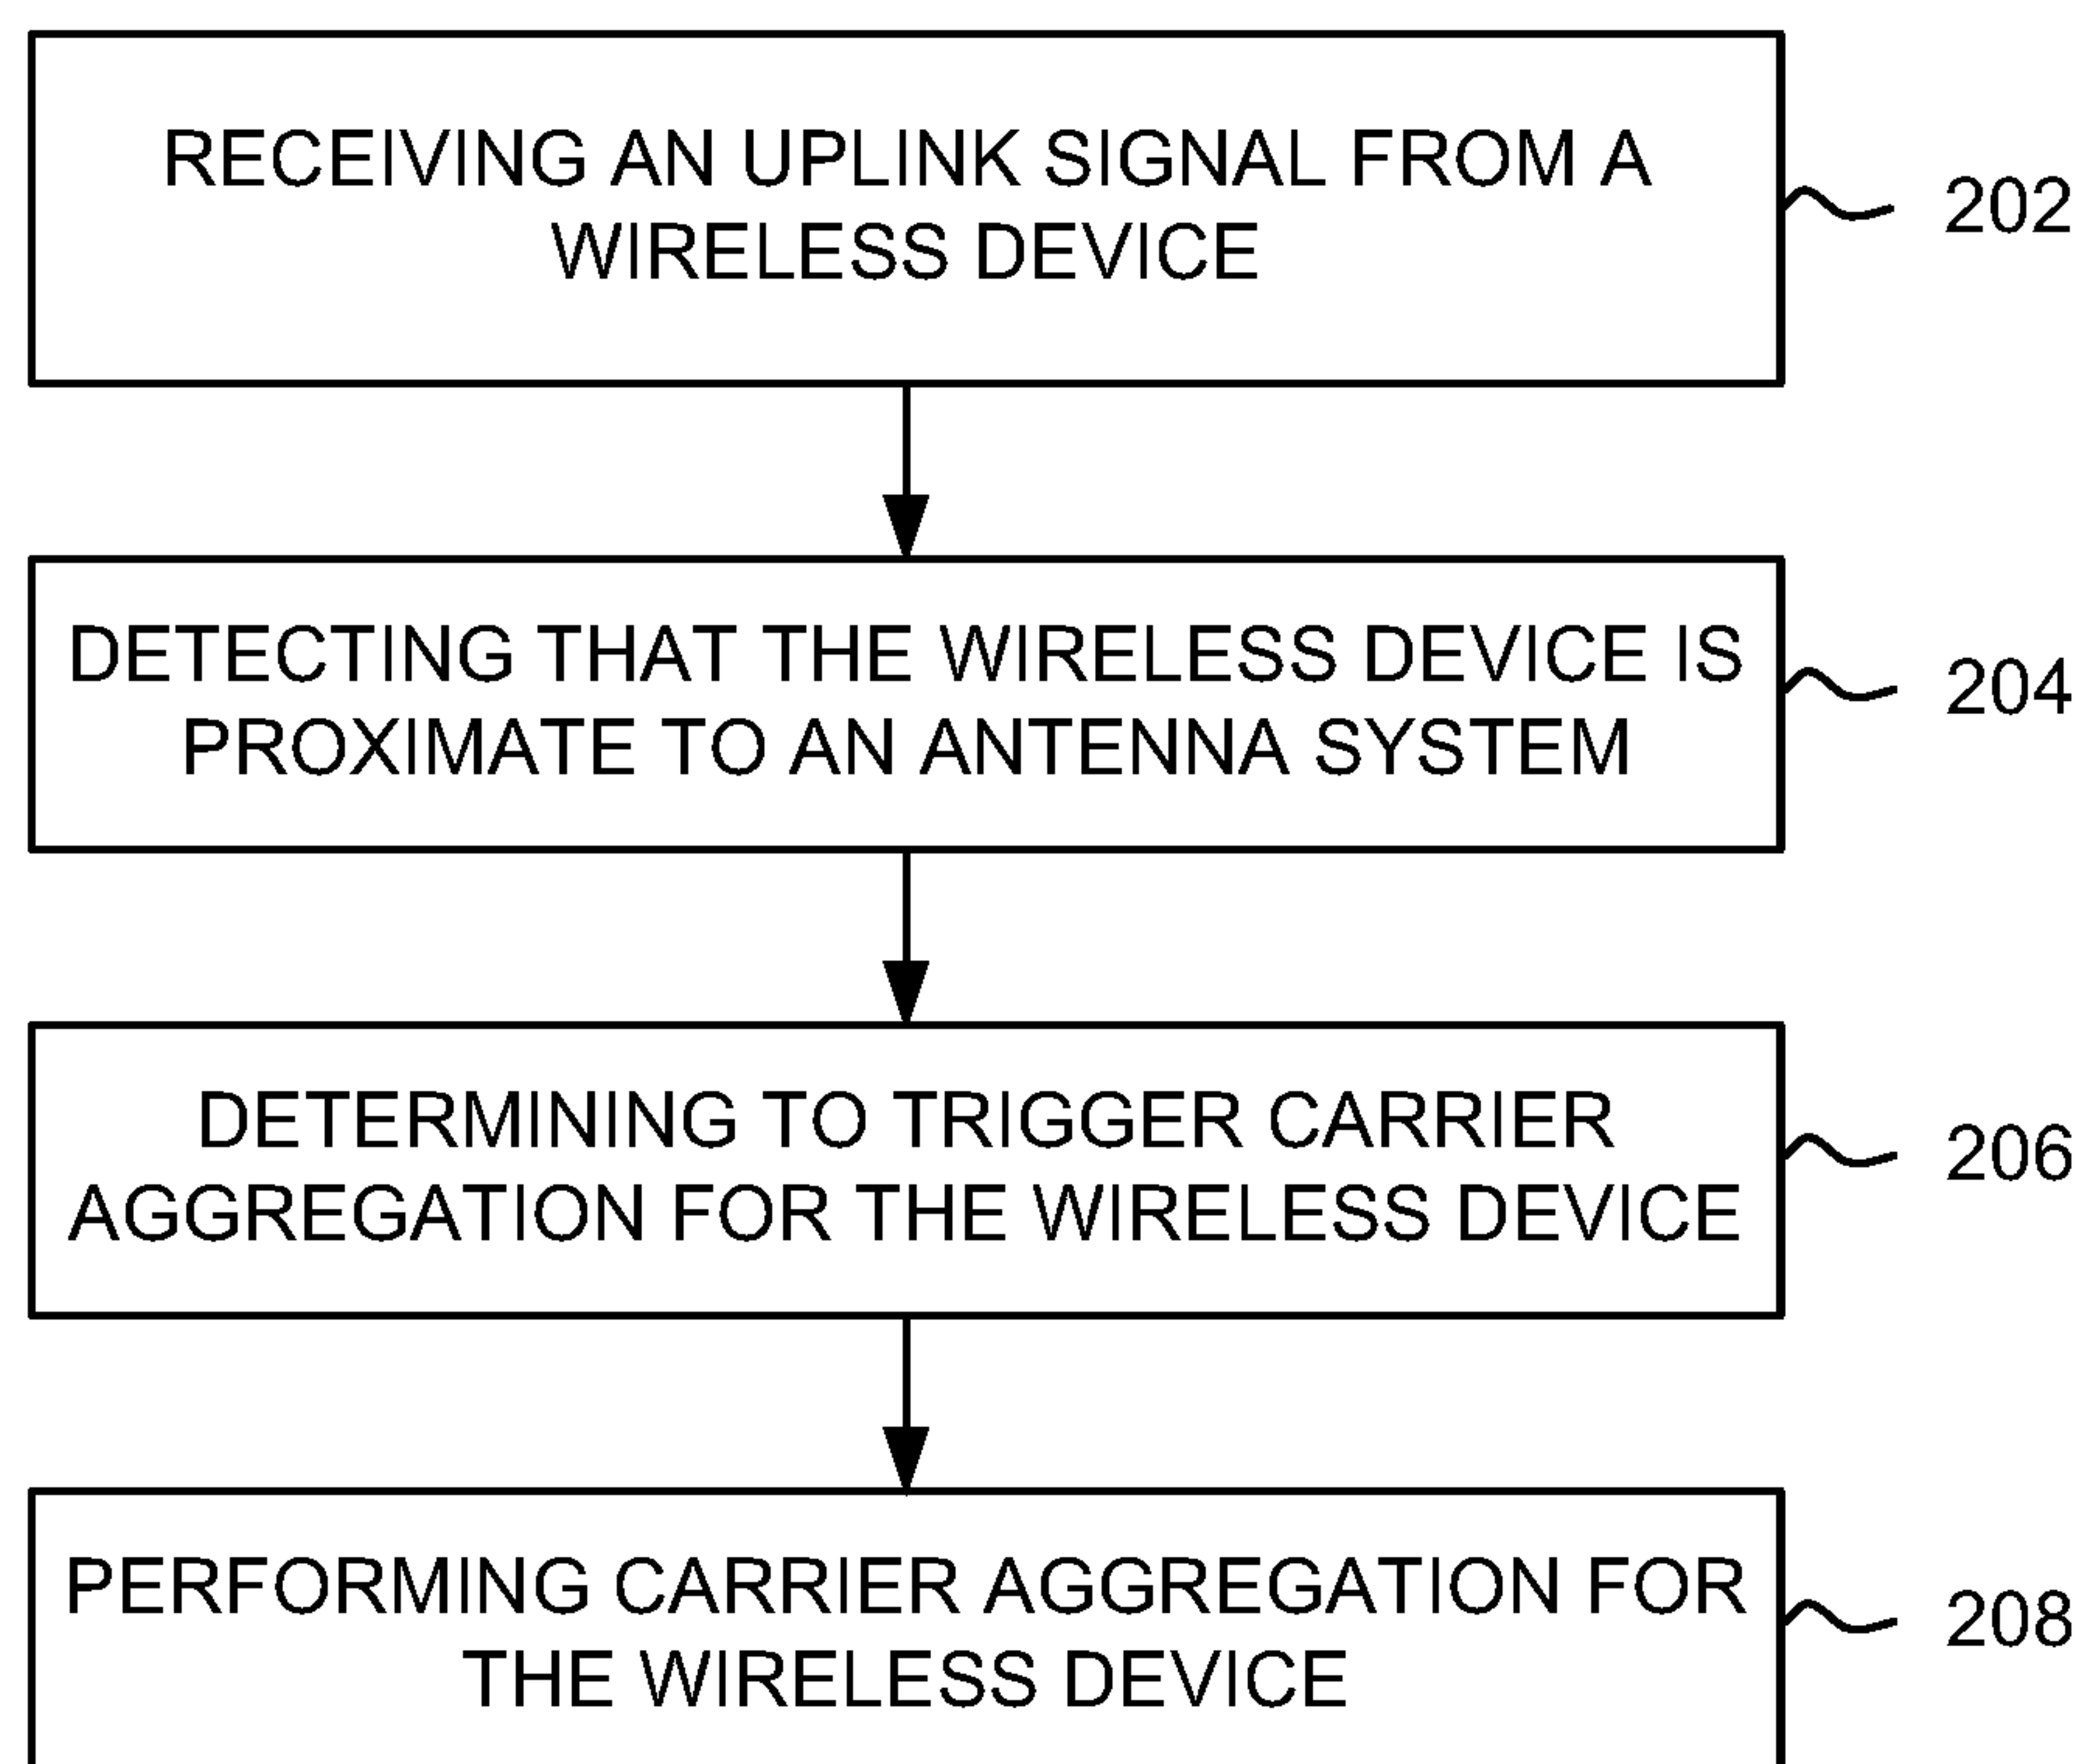 RECEIVING AN UPLINK SIGNAL FROM A
WIRELESS DEVICE
202
DETECTING THAT THE WIRELESS DEVICE IS
PROXIMATE TO AN ANTENNA SYSTEM
204
DETERMINING TO TRIGGER CARRIER
AGGREGATION FOR THE WIRELESS DEVICE
206
PERFORMING CARRIER AGGREGATION FOR
THE WIRELESS DEVICE
208